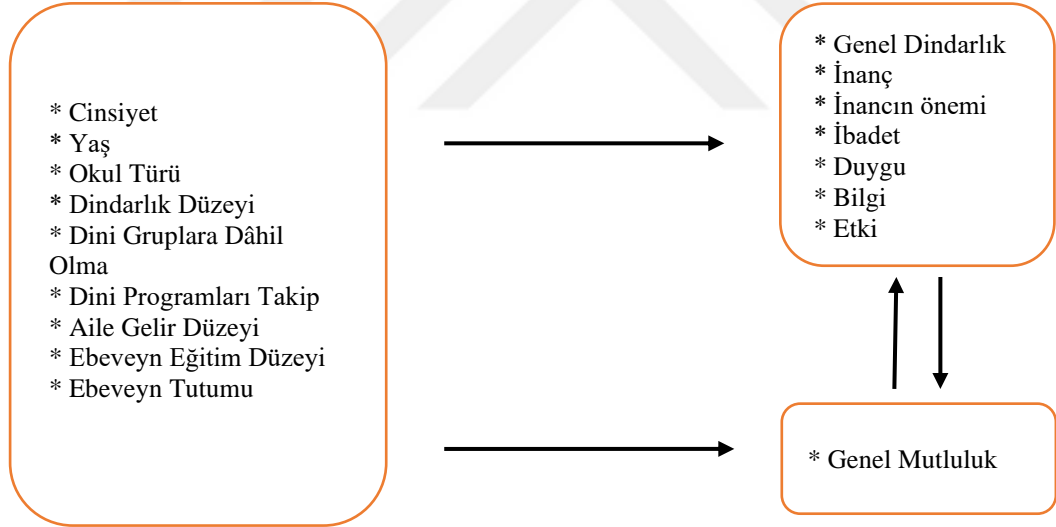 * Cinsiyet
* Yaş
* Okul Türü
* Dindarlık Düzeyi
* Dini Gruplara Dâhil
Olma
* Dini Programları Takip
* Aile Gelir Düzeyi
* Ebeveyn Eğitim Düzeyi
* Ebeveyn Tutumu
* Genel Dindarlık
* İnanç
* İnancın önemi
* İbadet
* Duygu
* Bilgi
* Etki
* Genel Mutluluk